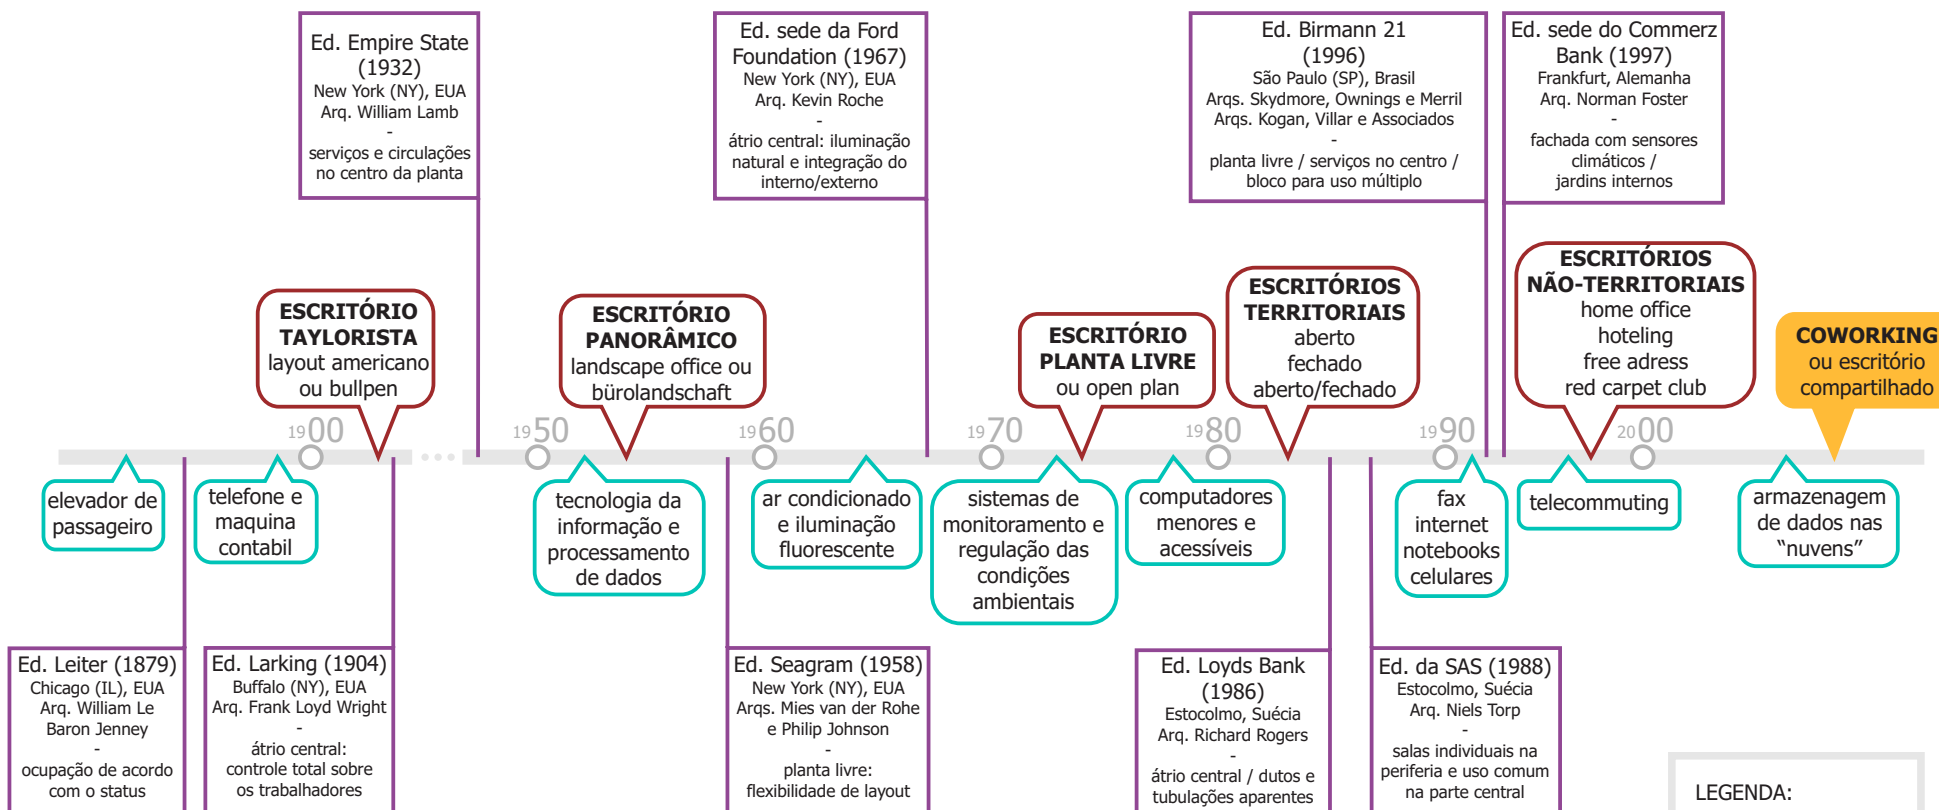 Ed. Empire State
(1932)
New York (NY), EUA
Arq. William Lamb
-
serviços e circulações
no centro da planta
Ed. sede da Ford
Foundation (1967)
New York (NY), EUA
Arq. Kevin Roche
-
átrio central: iluminação
natural e integração do
interno/externo
Ed. Birmann 21
(1996)
São Paulo (SP), Brasil
Arqs. Skydmore, Ownings e Merril
Arqs. Kogan, Villar e Associados
-
planta livre / serviços no centro /
bloco para uso múltiplo
Ed. sede do Commerz
Bank (1997)
Frankfurt, Alemanha
Arq. Norman Foster
-
fachada com sensores
climáticos /
jardins internos
ESCRITÓRIO
TAYLORISTA
layout americano
ou bullpen
ESCRITÓRIO
PANORÂMICO
landscape office ou
bürolandschaft
ESCRITÓRIO
PLANTA LIVRE
ou open plan
ESCRITÓRIOS
TERRITORIAIS
aberto
fechado
aberto/fechado
ESCRITÓRIOS
NÃO-TERRITORIAIS
home office
hoteling
free adress
red carpet club
COWORKING
ou escritório
compartilhado
1900
...
1950
1960
1970
1980
1990
2000
elevador de
passageiro
telefone e
maquina
contabil
tecnologia da
informação e
processamento
de dados
ar condicionado
e iluminação
fluorescente
sistemas de
monitoramento e
regulação das
condições
ambientais
computadores
menores e
acessíveis
fax
internet
notebooks
celulares
telecommuting
armazenagem
de dados nas
“nuvens”
Ed. Leiter (1879)
Chicago (IL), EUA
Arq. William Le
Baron Jenney
-
ocupação de acordo
com o status
Ed. Larking (1904)
Buffalo (NY), EUA
Arq. Frank Loyd Wright
-
átrio central:
controle total sobre
os trabalhadores
Ed. Seagram (1958)
New York (NY), EUA
Arqs. Mies van der Rohe
e Philip Johnson
-
planta livre:
flexibilidade de layout
Ed. Loyds Bank
(1986)
Estocolmo, Suécia
Arq. Richard Rogers
-
átrio central / dutos e
tubulações aparentes
Ed. da SAS (1988)
Estocolmo, Suécia
Arq. Niels Torp
-
salas individuais na
periferia e uso comum
na parte central
LEGENDA: